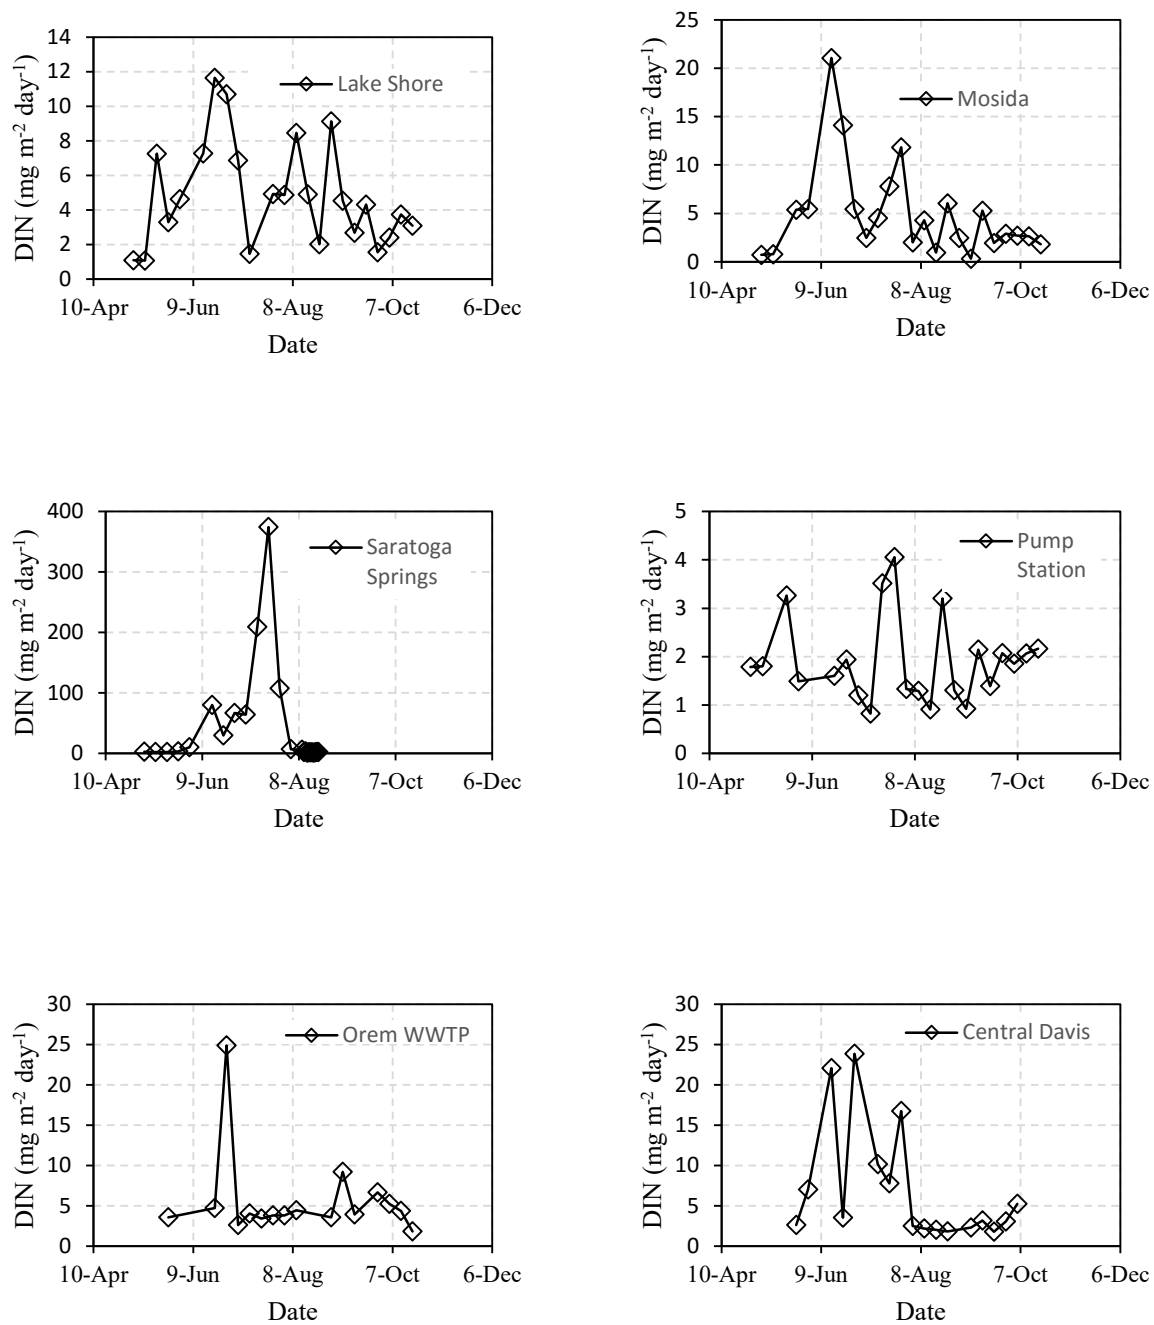 14
12
10
8
6
4
2
0
DIN (mg m⁻² day⁻¹)
Lake Shore
10-Apr 9-Jun 8-Aug 7-Oct 6-Dec
Date
25
20
15
10
5
0
DIN (mg m⁻² day⁻¹)
Mosida
10-Apr 9-Jun 8-Aug 7-Oct 6-Dec
Date
400
300
200
100
0
DIN (mg m⁻² day⁻¹)
Saratoga
Springs
10-Apr 9-Jun 8-Aug 7-Oct 6-Dec
Date
5
4
3
2
1
0
DIN (mg m⁻² day⁻¹)
Pump
Station
10-Apr 9-Jun 8-Aug 7-Oct 6-Dec
Date
30
25
20
15
10
5
0
DIN (mg m⁻² day⁻¹)
Orem WWTP
10-Apr 9-Jun 8-Aug 7-Oct 6-Dec
Date
30
25
20
15
10
5
0
DIN (mg m⁻² day⁻¹)
Central Davis
10-Apr 9-Jun 8-Aug 7-Oct 6-Dec
Date